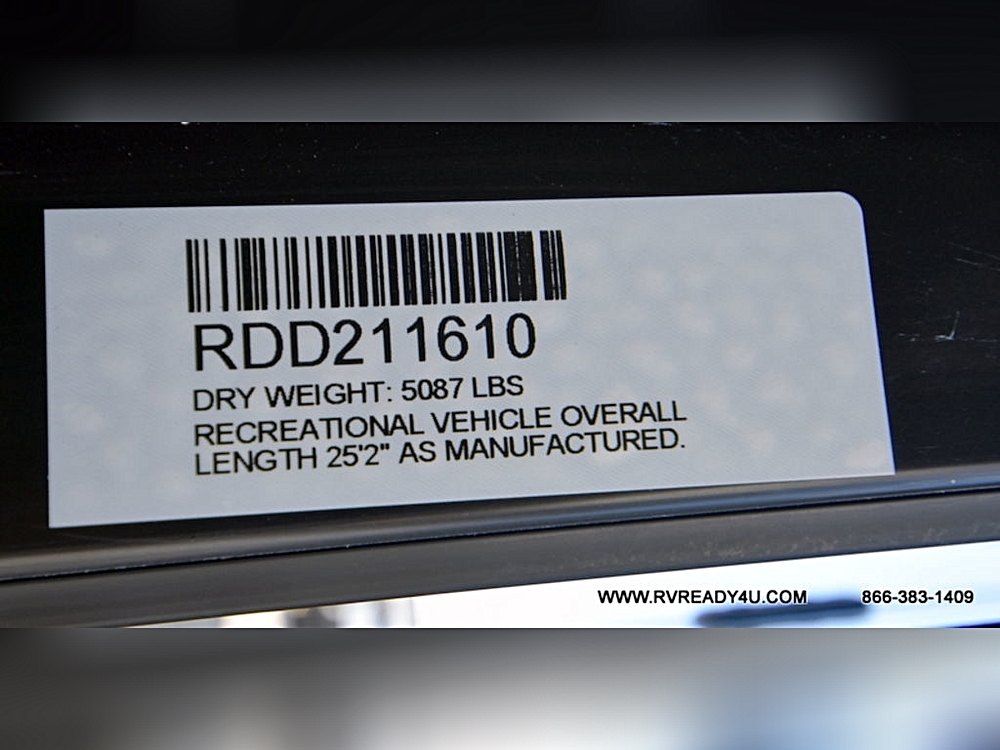 RDD211610
DRY WEIGHT: 5087 LBS
RECREATIONAL VEHICLE OVERALL
LENGTH 25'2" AS MANUFACTURED.
WWW.RVREADY4U.COM 866-383-1409